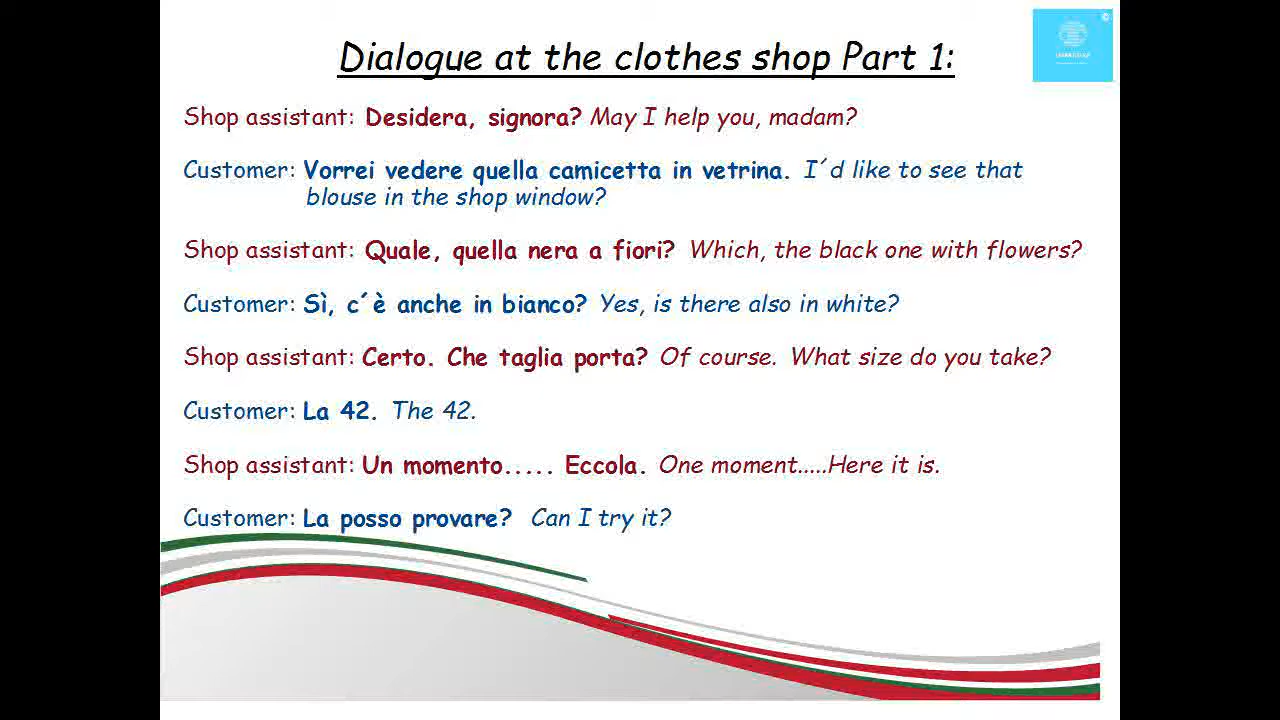 Dialogue at the clothes shop Part 1:
©
Shop assistant: Desidera, signora? May I help you, madam?
Customer: Vorrei vedere quella camicetta in vetrina. I´d like to see that
blouse in the shop window?
Shop assistant: Quale, quella nera a fiori? Which, the black one with flowers?
Customer: Sì, c´è anche in bianco? Yes, is there also in white?
Shop assistant: Certo. Che taglia porta? Of course. What size do you take?
Customer: La 42. The 42.
Shop assistant: Un momento..... Eccola. One moment.....Here it is.
Customer: La posso provare? Can I try it?